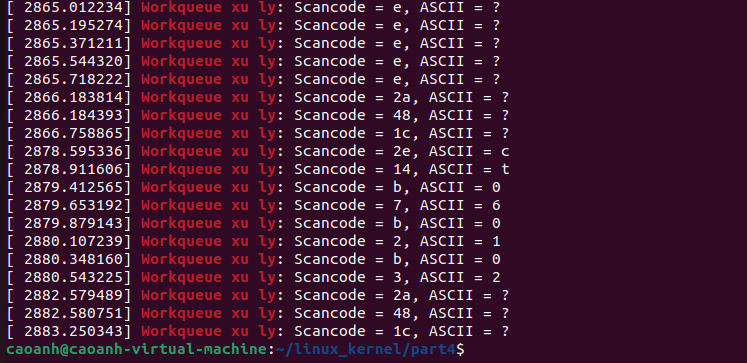 [ 2865.012234] Workqueue xu ly: Scancode = e, ASCII = ?
[ 2865.195274] Workqueue xu ly: Scancode = e, ASCII = ?
[ 2865.371211] Workqueue xu ly: Scancode = e, ASCII = ?
[ 2865.544320] Workqueue xu ly: Scancode = e, ASCII = ?
[ 2865.718222] Workqueue xu ly: Scancode = e, ASCII = ?
[ 2866.183814] Workqueue xu ly: Scancode = 2a, ASCII = ?
[ 2866.184393] Workqueue xu ly: Scancode = 48, ASCII = ?
[ 2866.758865] Workqueue xu ly: Scancode = 1c, ASCII = ?
[ 2878.595336] Workqueue xu ly: Scancode = 2e, ASCII = c
[ 2878.911606] Workqueue xu ly: Scancode = 14, ASCII = t
[ 2879.412565] Workqueue xu ly: Scancode = b, ASCII = 0
[ 2879.653192] Workqueue xu ly: Scancode = 7, ASCII = 6
[ 2879.879143] Workqueue xu ly: Scancode = b, ASCII = 0
[ 2880.107239] Workqueue xu ly: Scancode = 2, ASCII = 1
[ 2880.348160] Workqueue xu ly: Scancode = b, ASCII = 0
[ 2880.543225] Workqueue xu ly: Scancode = 3, ASCII = 2
[ 2882.579489] Workqueue xu ly: Scancode = 2a, ASCII = ?
[ 2882.580751] Workqueue xu ly: Scancode = 48, ASCII = ?
[ 2883.250343] Workqueue xu ly: Scancode = 1c, ASCII = ?
caoanh@caoanh-virtual-machine:~/linux_kernel/part4$